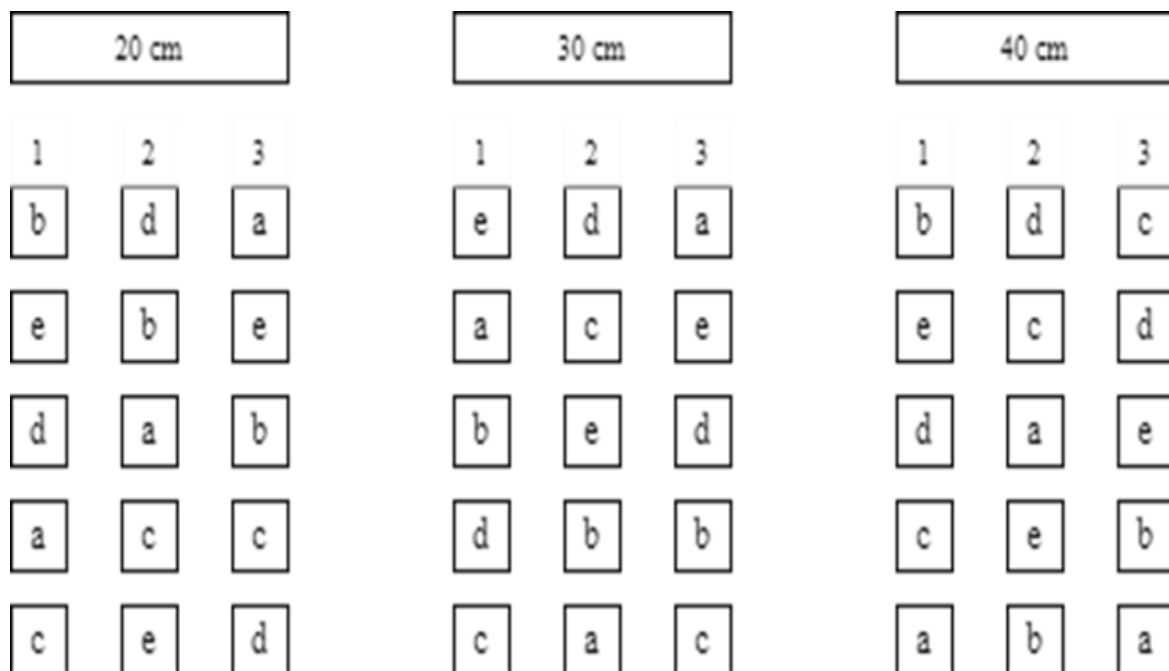 20 cm 30 cm 40 cm
1 2 3 1 2 3 1 2 3
b d a e d a b d c
e b e a c e e c d
d a b b e d d a e
a c c d b b c e b
c e d c a c a b a